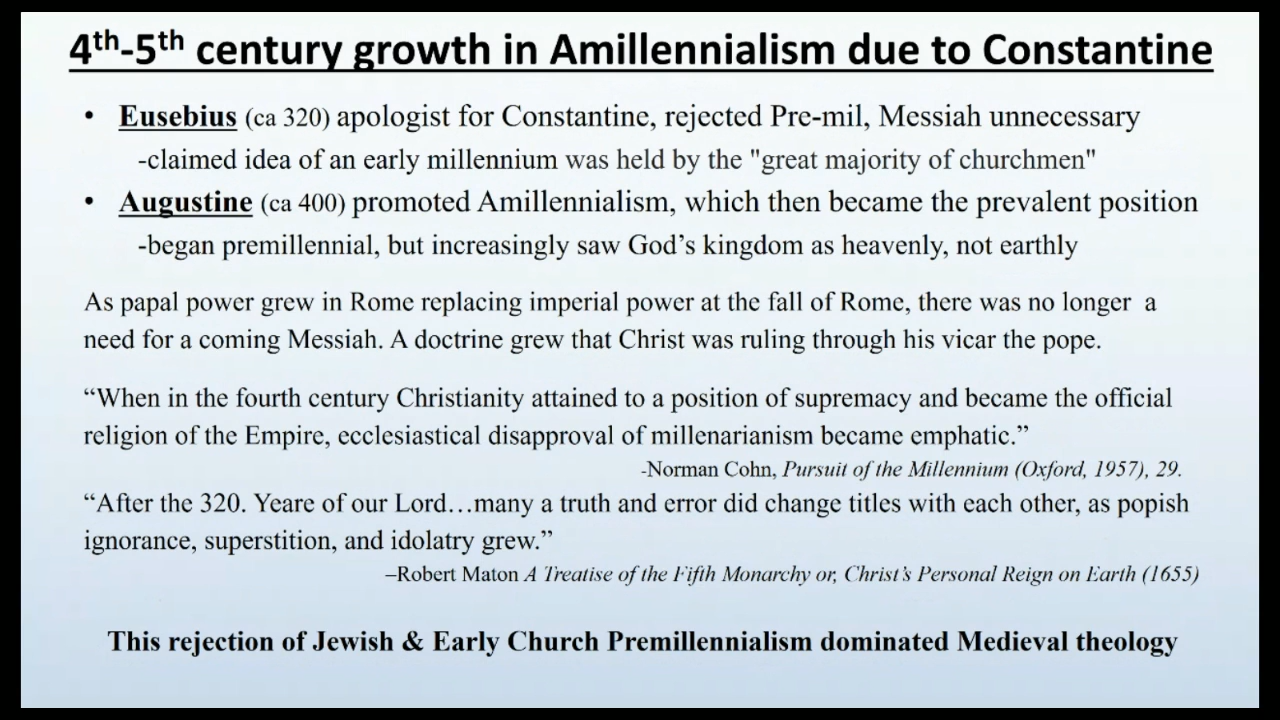 4th-5th century growth in Amillennialism due to Constantine
• Eusebius (ca 320) apologist for Constantine, rejected Pre-mil, Messiah unnecessary
-claimed idea of an early millennium was held by the "great majority of churchmen"
• Augustine (ca 400) promoted Amillennialism, which then became the prevalent position
-began premillennial, but increasingly saw God’s kingdom as heavenly, not earthly
As papal power grew in Rome replacing imperial power at the fall of Rome, there was no longer a
need for a coming Messiah. A doctrine grew that Christ was ruling through his vicar the pope.
“When in the fourth century Christianity attained to a position of supremacy and became the official
religion of the Empire, ecclesiastical disapproval of millenarianism became emphatic.”
-Norman Cohn, Pursuit of the Millennium (Oxford, 1957), 29.
“After the 320. Yeare of our Lord…many a truth and error did change titles with each other, as popish
ignorance, superstition, and idolatry grew.”
–Robert Maton A Treatise of the Fifth Monarchy or, Christ’s Personal Reign on Earth (1655)
This rejection of Jewish & Early Church Premillennialism dominated Medieval theology